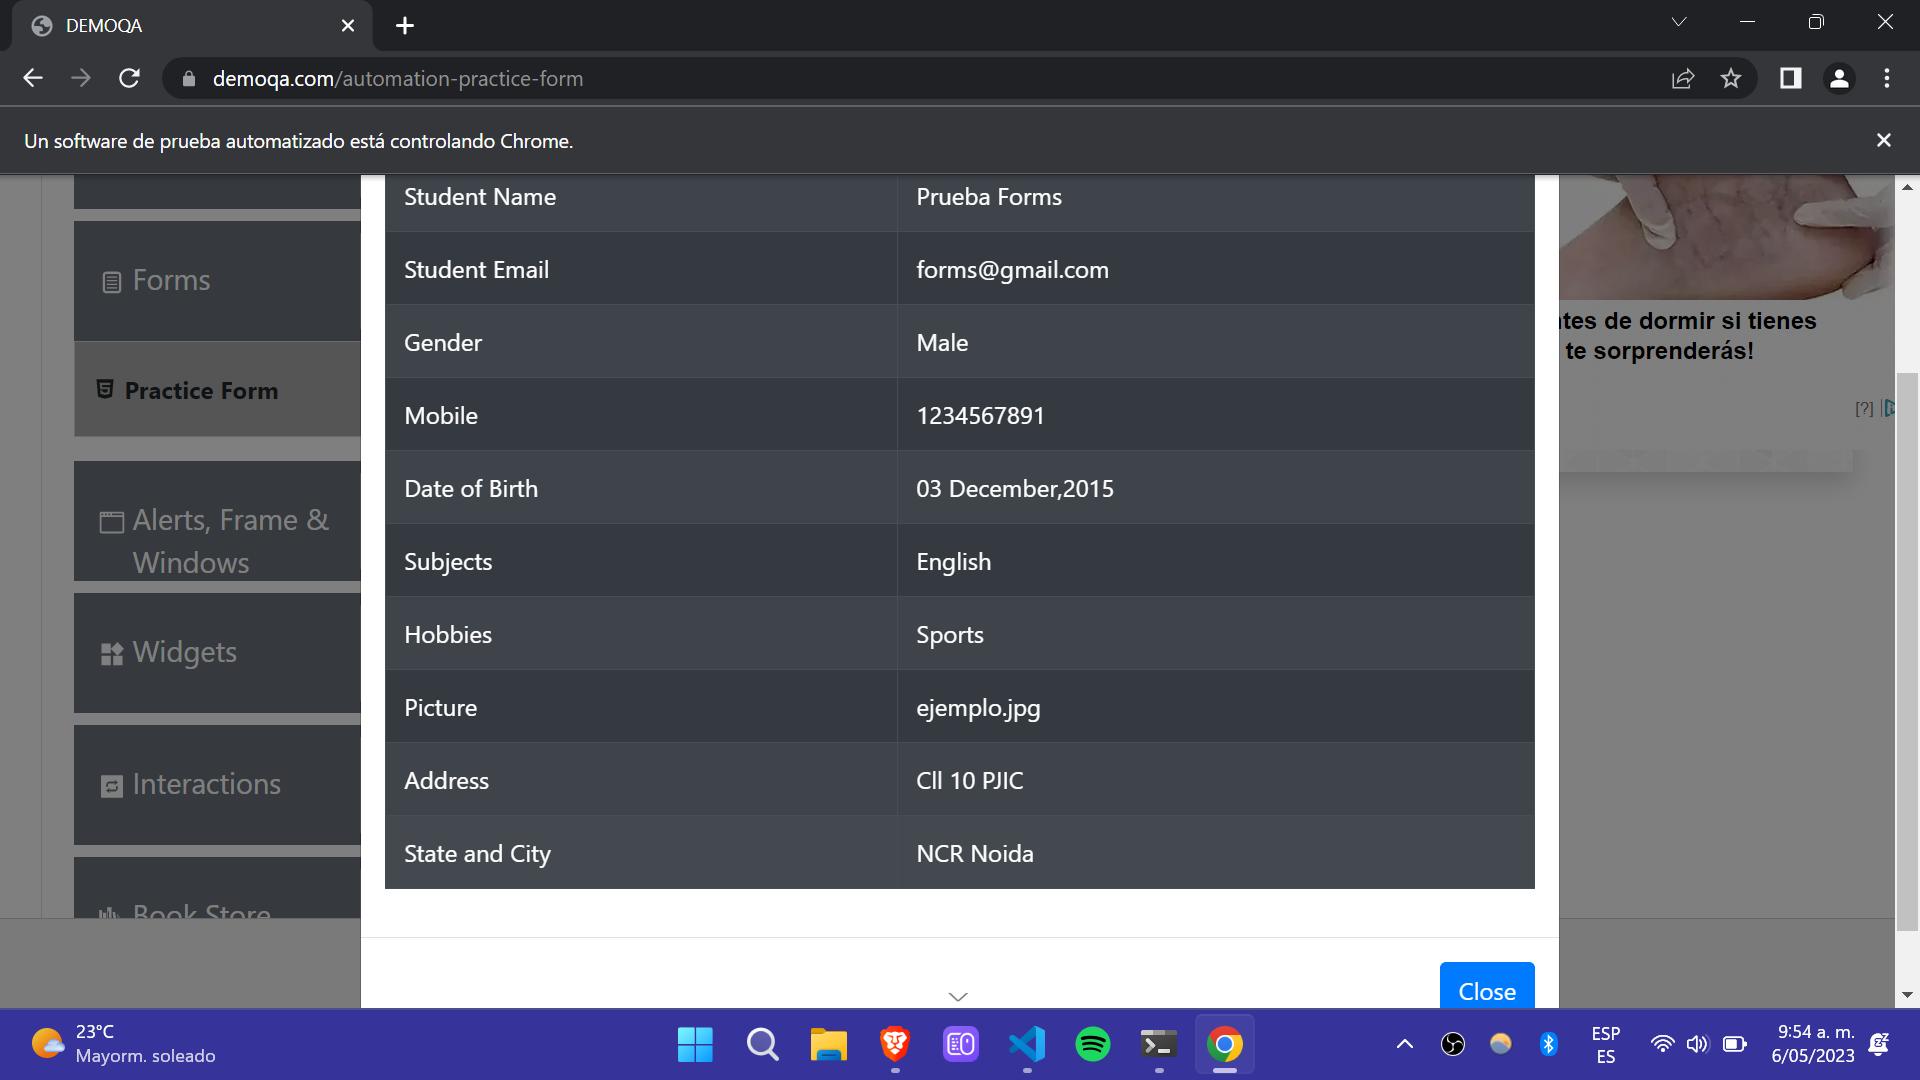 DEMOQA
demoqa.com/automation-practice-form
Un software de prueba automatizado está controlando Chrome.
Student Name Prueba Forms
Student Email forms@gmail.com
Gender Male
Mobile 1234567891
Date of Birth 03 December,2015
Subjects English
Hobbies Sports
Picture ejemplo.jpg
Address Cll 10 PJIC
State and City NCR Noida
Close
Forms
Practice Form
Alerts, Frame &
Windows
Widgets
Interactions
Book Store
de dormir si tienes
te sorprenderás!
[?]
23°C
Mayorm. soleado
ESP
ES
9:54 a. m.
6/05/2023